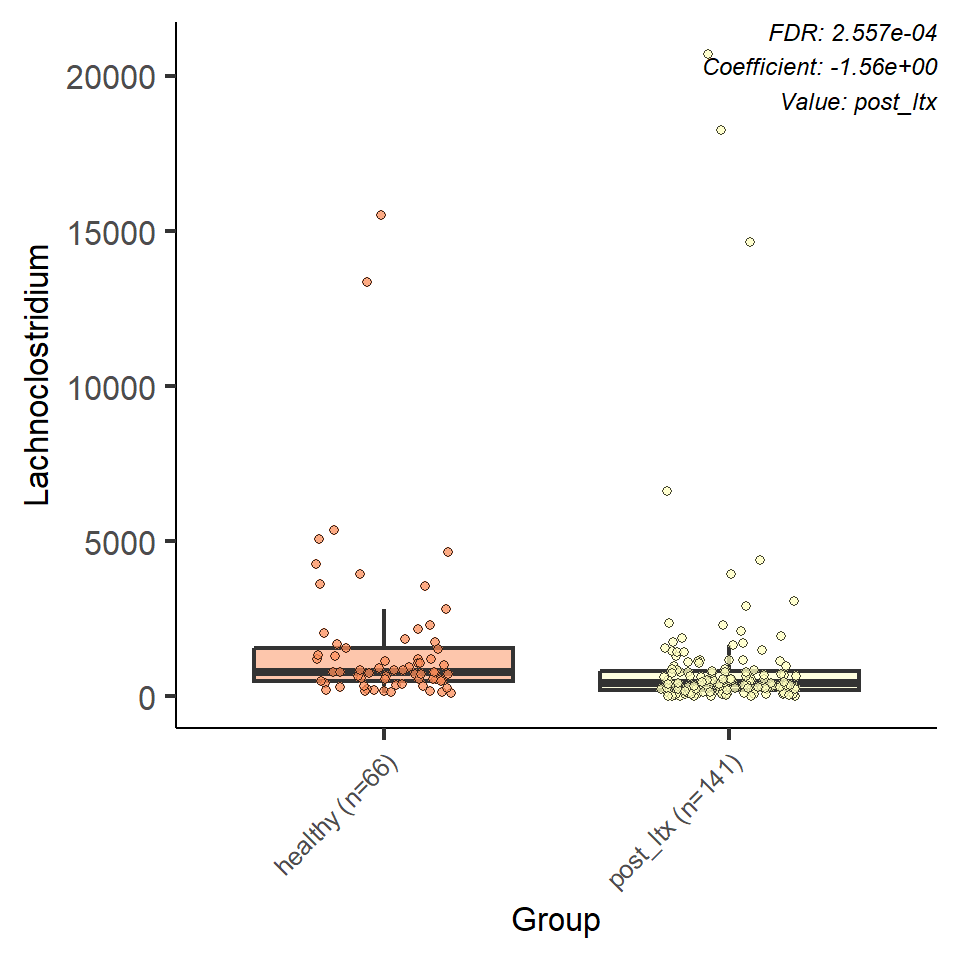 FDR: 2.557e-04
Coefficient: -1.56e+00
Value: post_ltx
20000
15000
10000
5000
0
Lachnoclostridium
healthy (n=66)
post_ltx (n=141)
Group